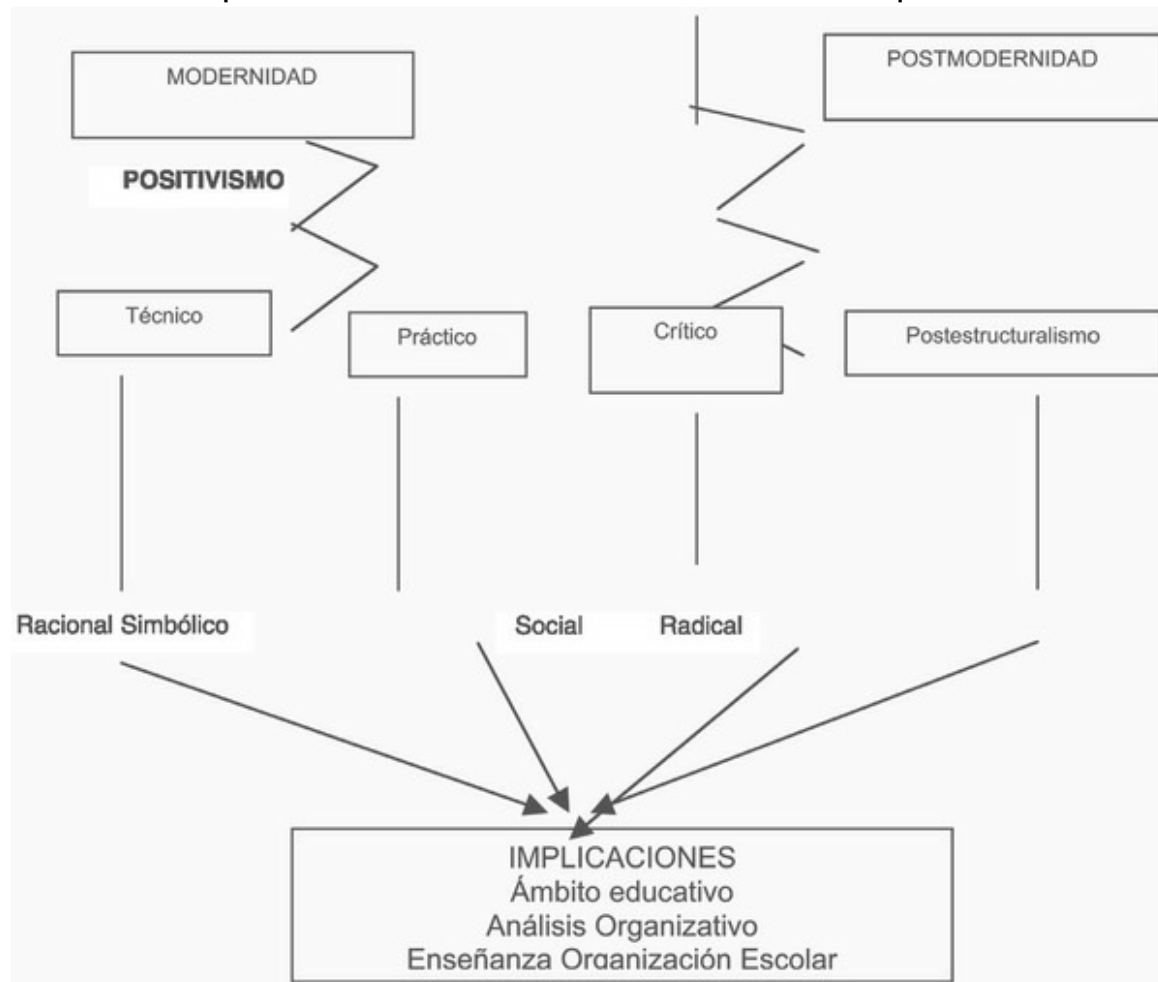 MODERNIDAD
POSTMODERNIDAD
POSITIVISMO
Técnico
Práctico
Crítico
Postestructuralismo
Racional Simbólico
Social Radical
IMPLICACIONES
Ámbito educativo
Análisis Organizativo
Enseñanza Organización Escolar